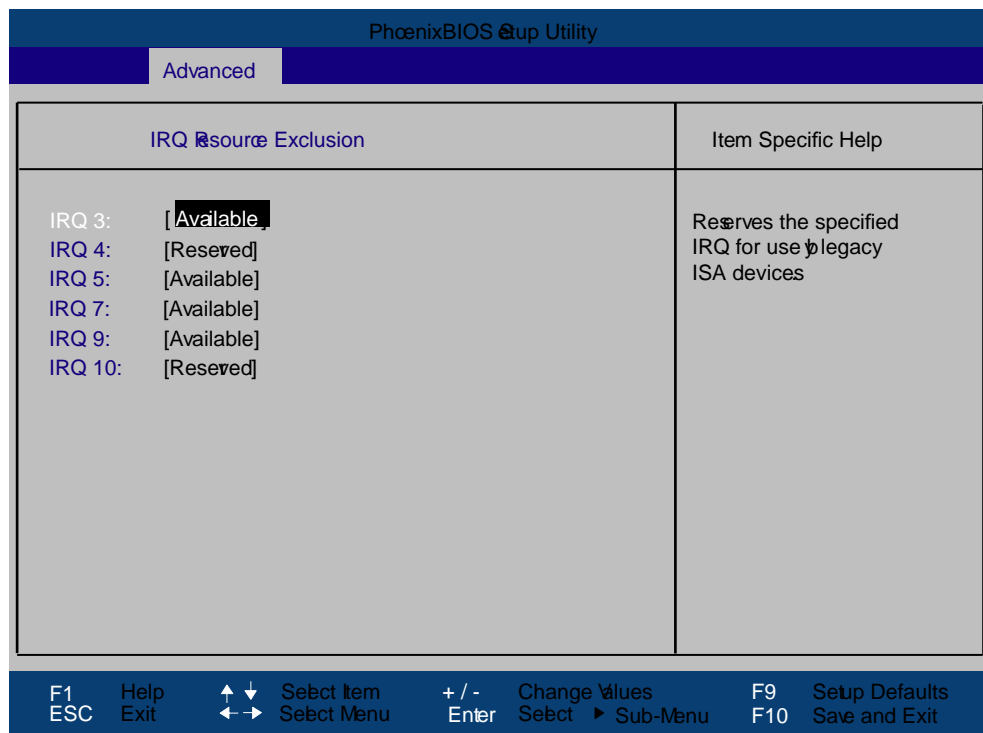 PhoenixBIOS Setup Utility
Advanced
IRQ Resource Exclusion
Item Specific Help
IRQ 3: [Available]
IRQ 4: [Reserved]
IRQ 5: [Available]
IRQ 7: [Available]
IRQ 9: [Available]
IRQ 10: [Reserved]
Reserves the specified
IRQ for use by legacy
ISA devices
F1 Help ↑ ↓ Select Item + / - Change Values F9 Setup Defaults
ESC Exit ← → Select Menu Enter Select ▶ Sub-Menu F10 Save and Exit